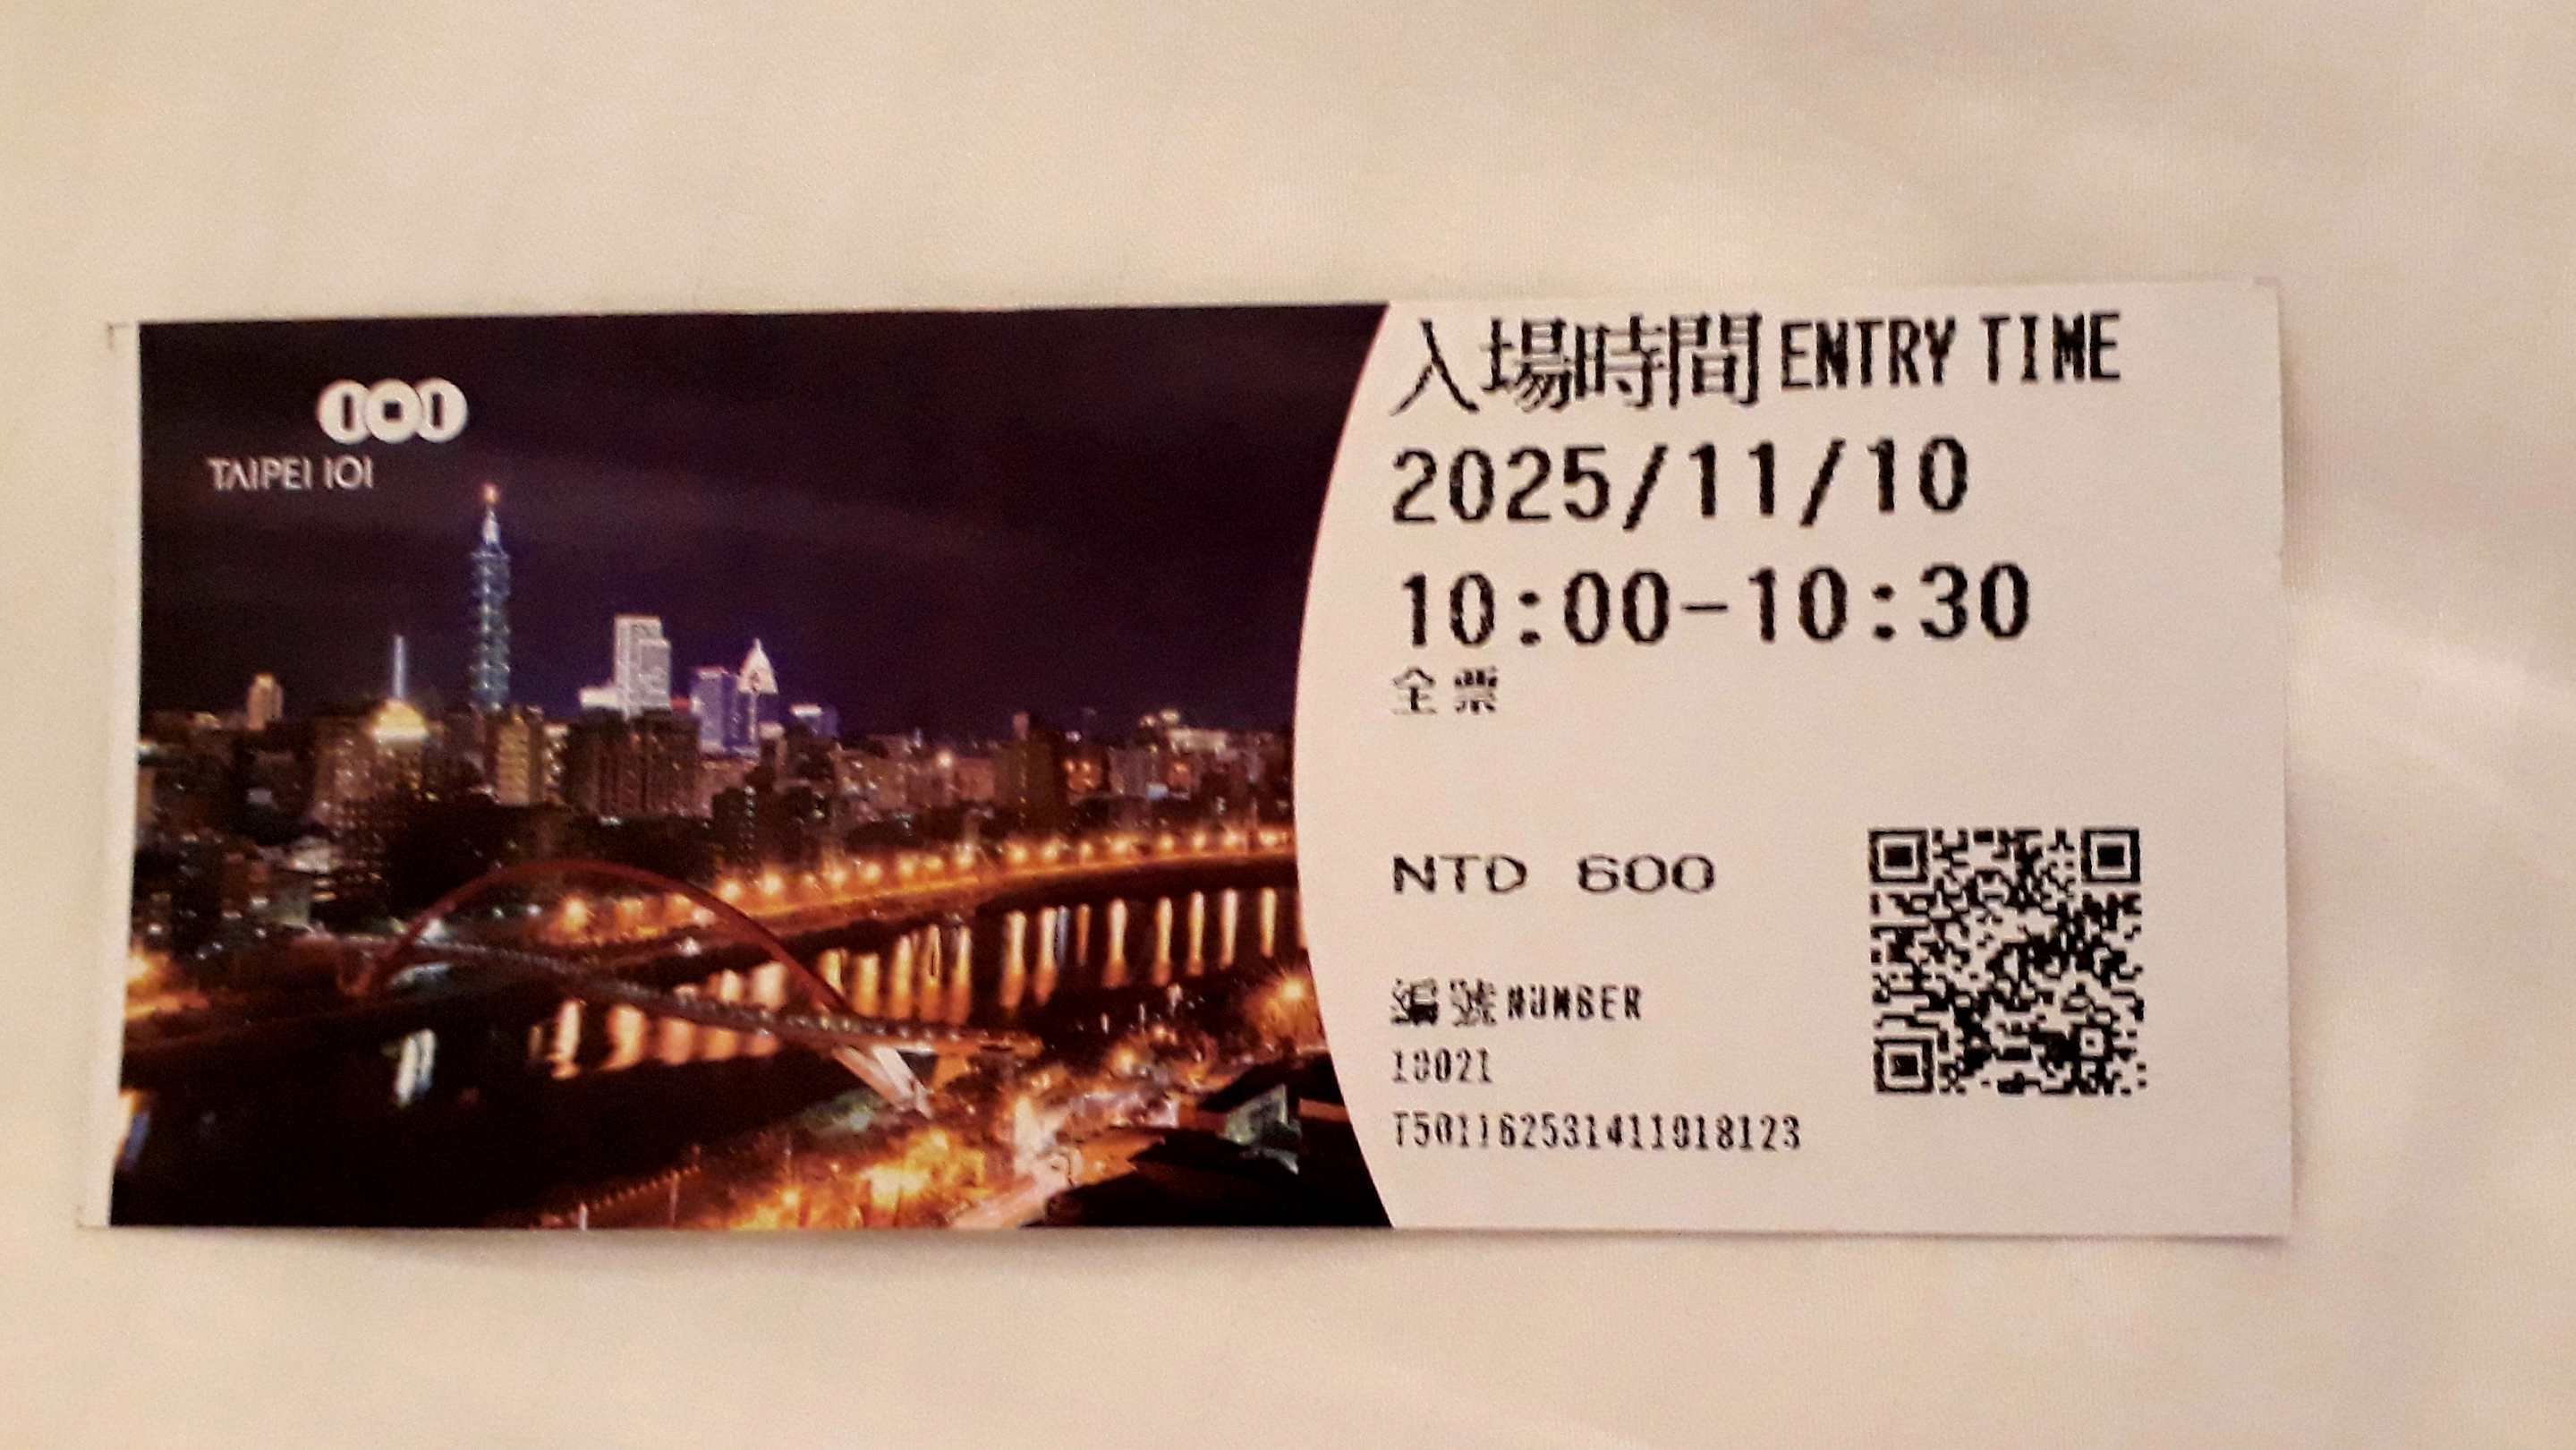 TAIPEI 101
入場時間 ENTRY TIME
2025/11/10
10:00-10:30
全票
NTD 600
編號 NUMBER
10021
T501162531411018123